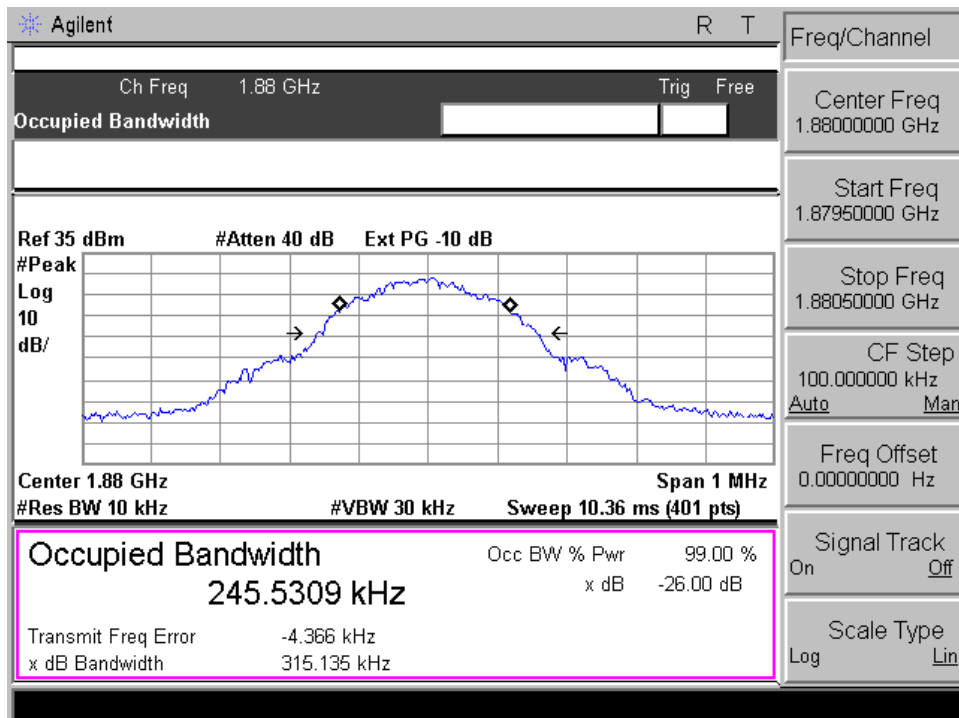 Agilent R T
Ch Freq 1.88 GHz Trig Free
Occupied Bandwidth
Ref 35 dBm #Atten 40 dB Ext PG -10 dB
#Peak
Log
10
dB/
Center 1.88 GHz Span 1 MHz
#Res BW 10 kHz #VBW 30 kHz Sweep 10.36 ms (401 pts)
Occupied Bandwidth Occ BW % Pwr 99.00 %
245.5309 kHz x dB -26.00 dB
Transmit Freq Error -4.366 kHz
x dB Bandwidth 315.135 kHz
Freq/Channel
Center Freq
1.88000000 GHz
Start Freq
1.87950000 GHz
Stop Freq
1.88050000 GHz
CF Step
100.000000 kHz
Auto Man
Freq Offset
0.00000000 Hz
Signal Track
On Off
Scale Type
Log Lin